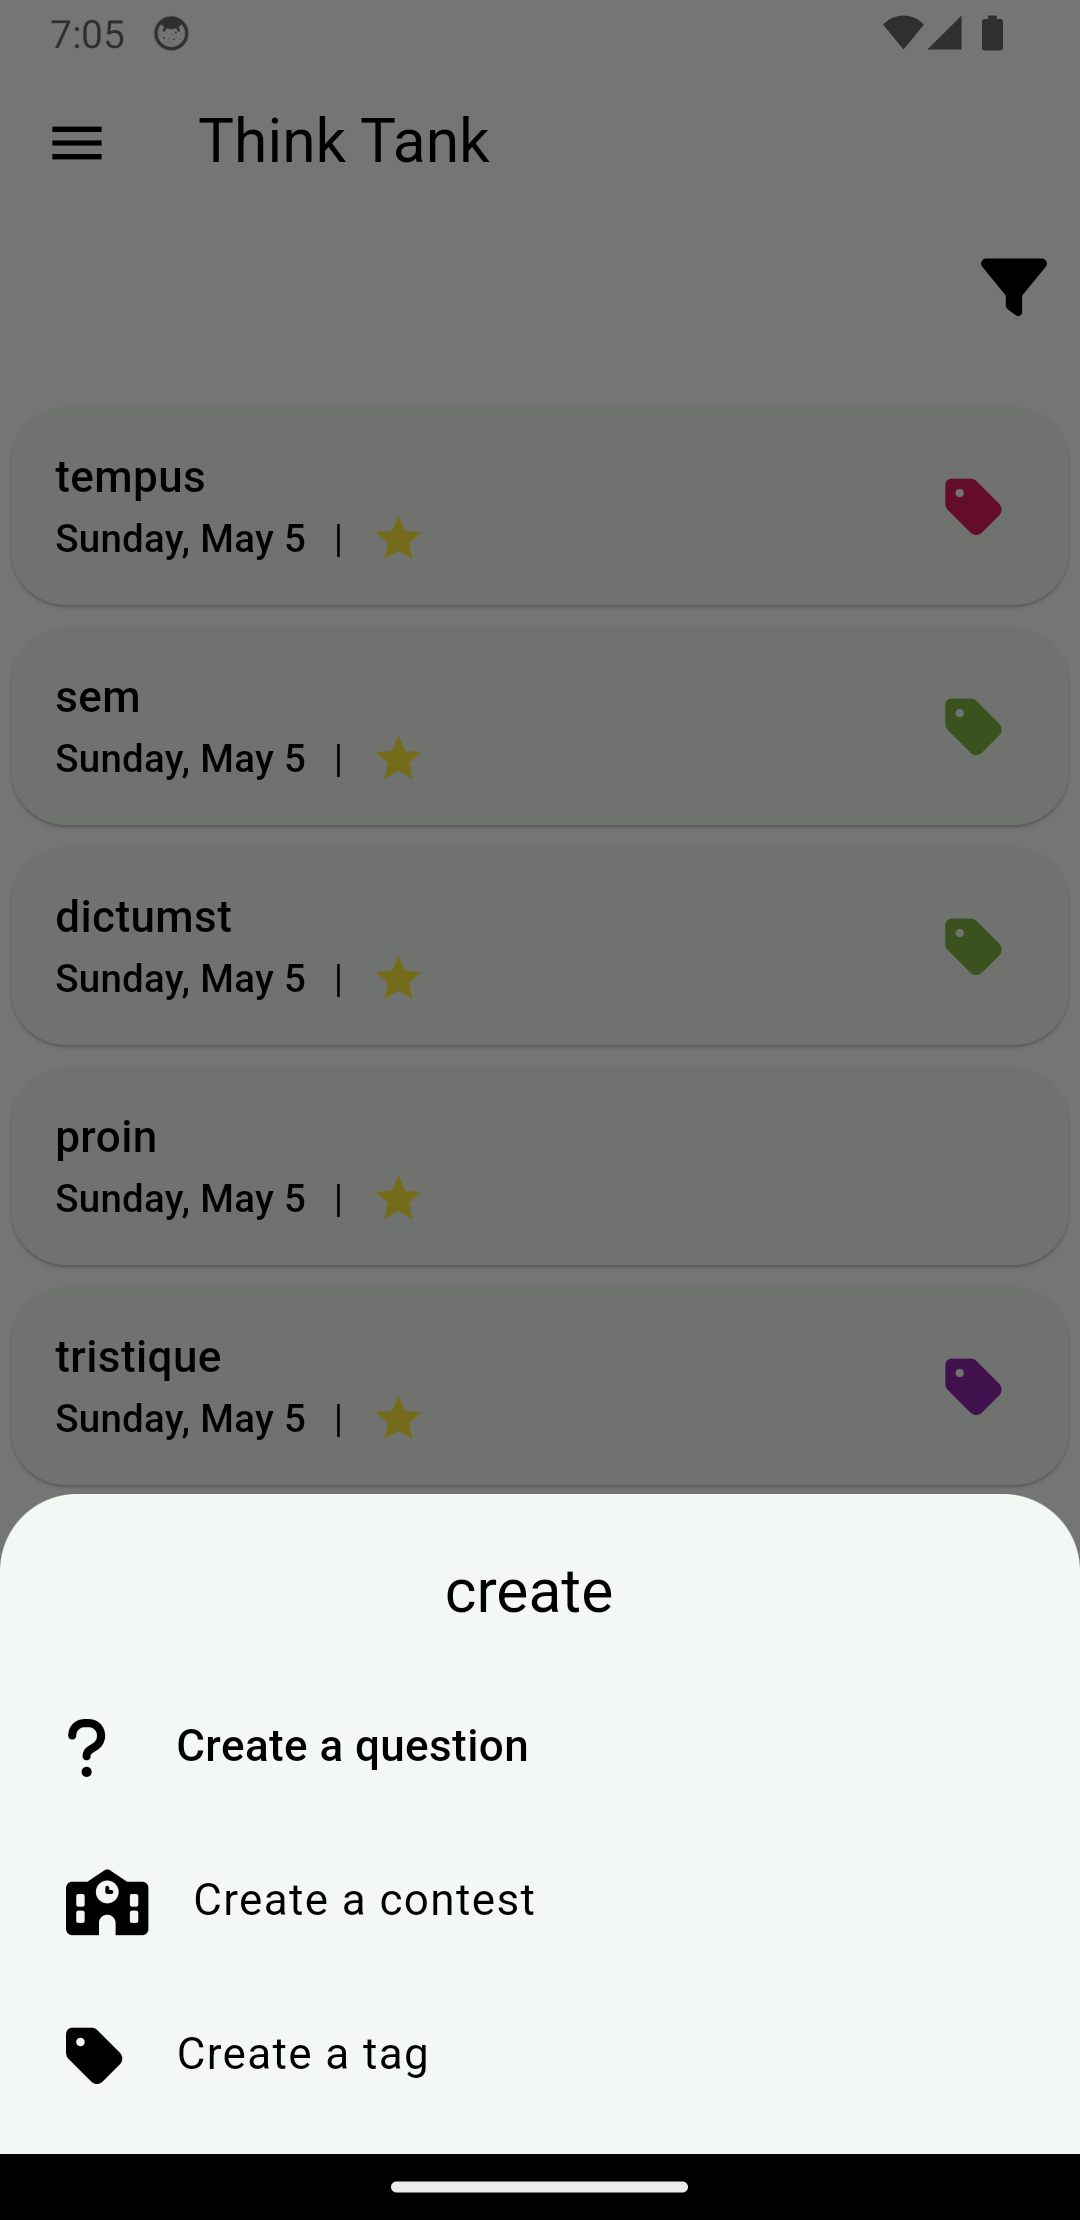 7:05
Think Tank
tempus
Sunday, May 5 |
sem
Sunday, May 5 |
dictumst
Sunday, May 5 |
proin
Sunday, May 5 |
tristique
Sunday, May 5 |
create
Create a question
Create a contest
Create a tag